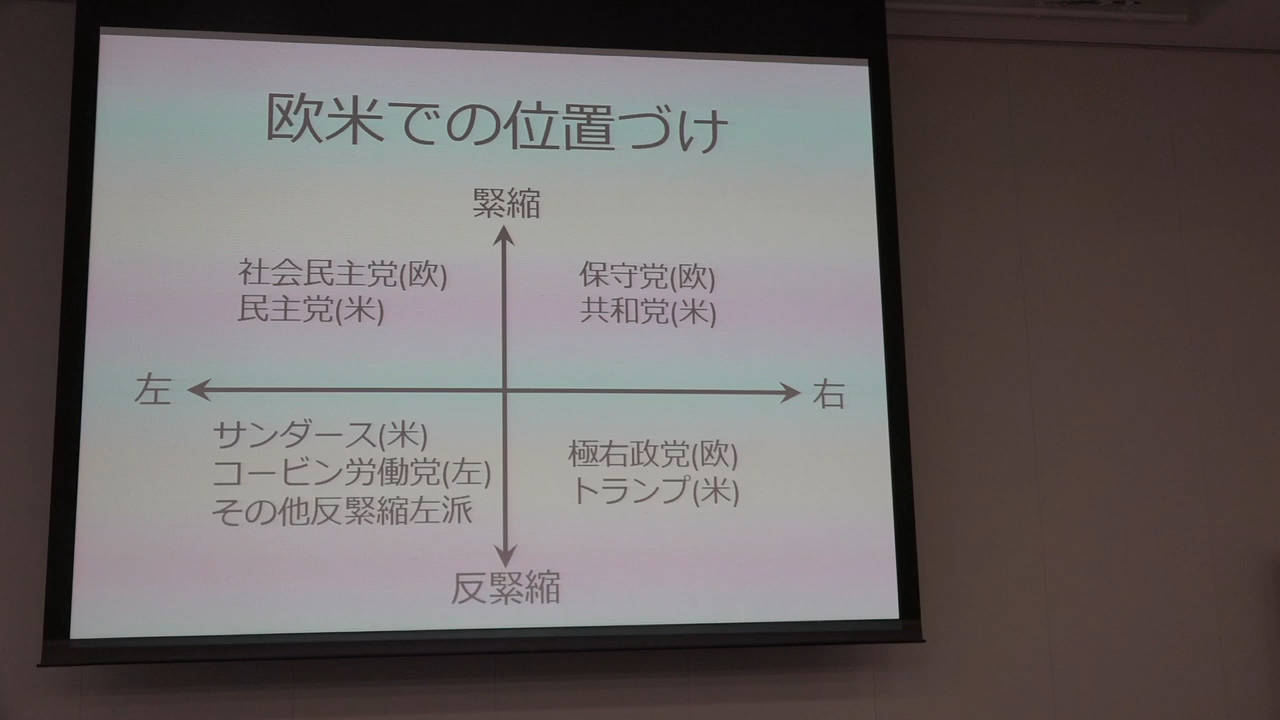 欧米での位置づけ
緊縮
社会民主党(欧)
民主党(米)
保守党(欧)
共和党(米)
左
右
サンダース(米)
コービン労働党(左)
その他反緊縮左派
極右政党(欧)
トランプ(米)
反緊縮